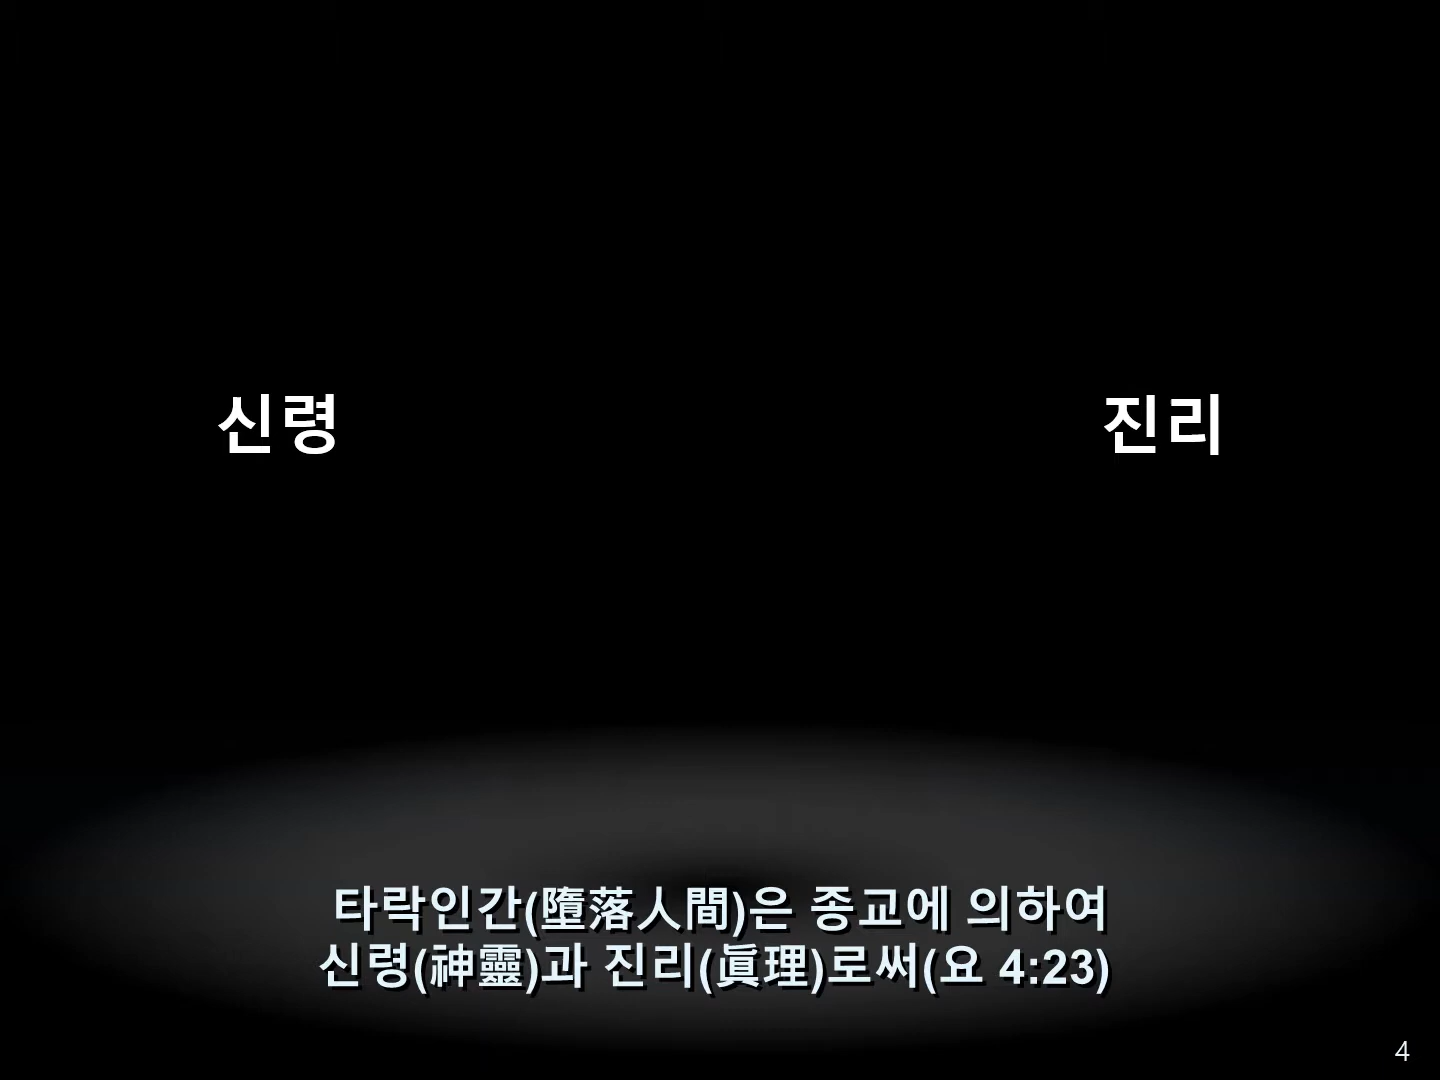 신령
진리
타락인간(墮落人間)은 종교에 의하여
신령(神靈)과 진리(眞理)로써(요 4:23)
4